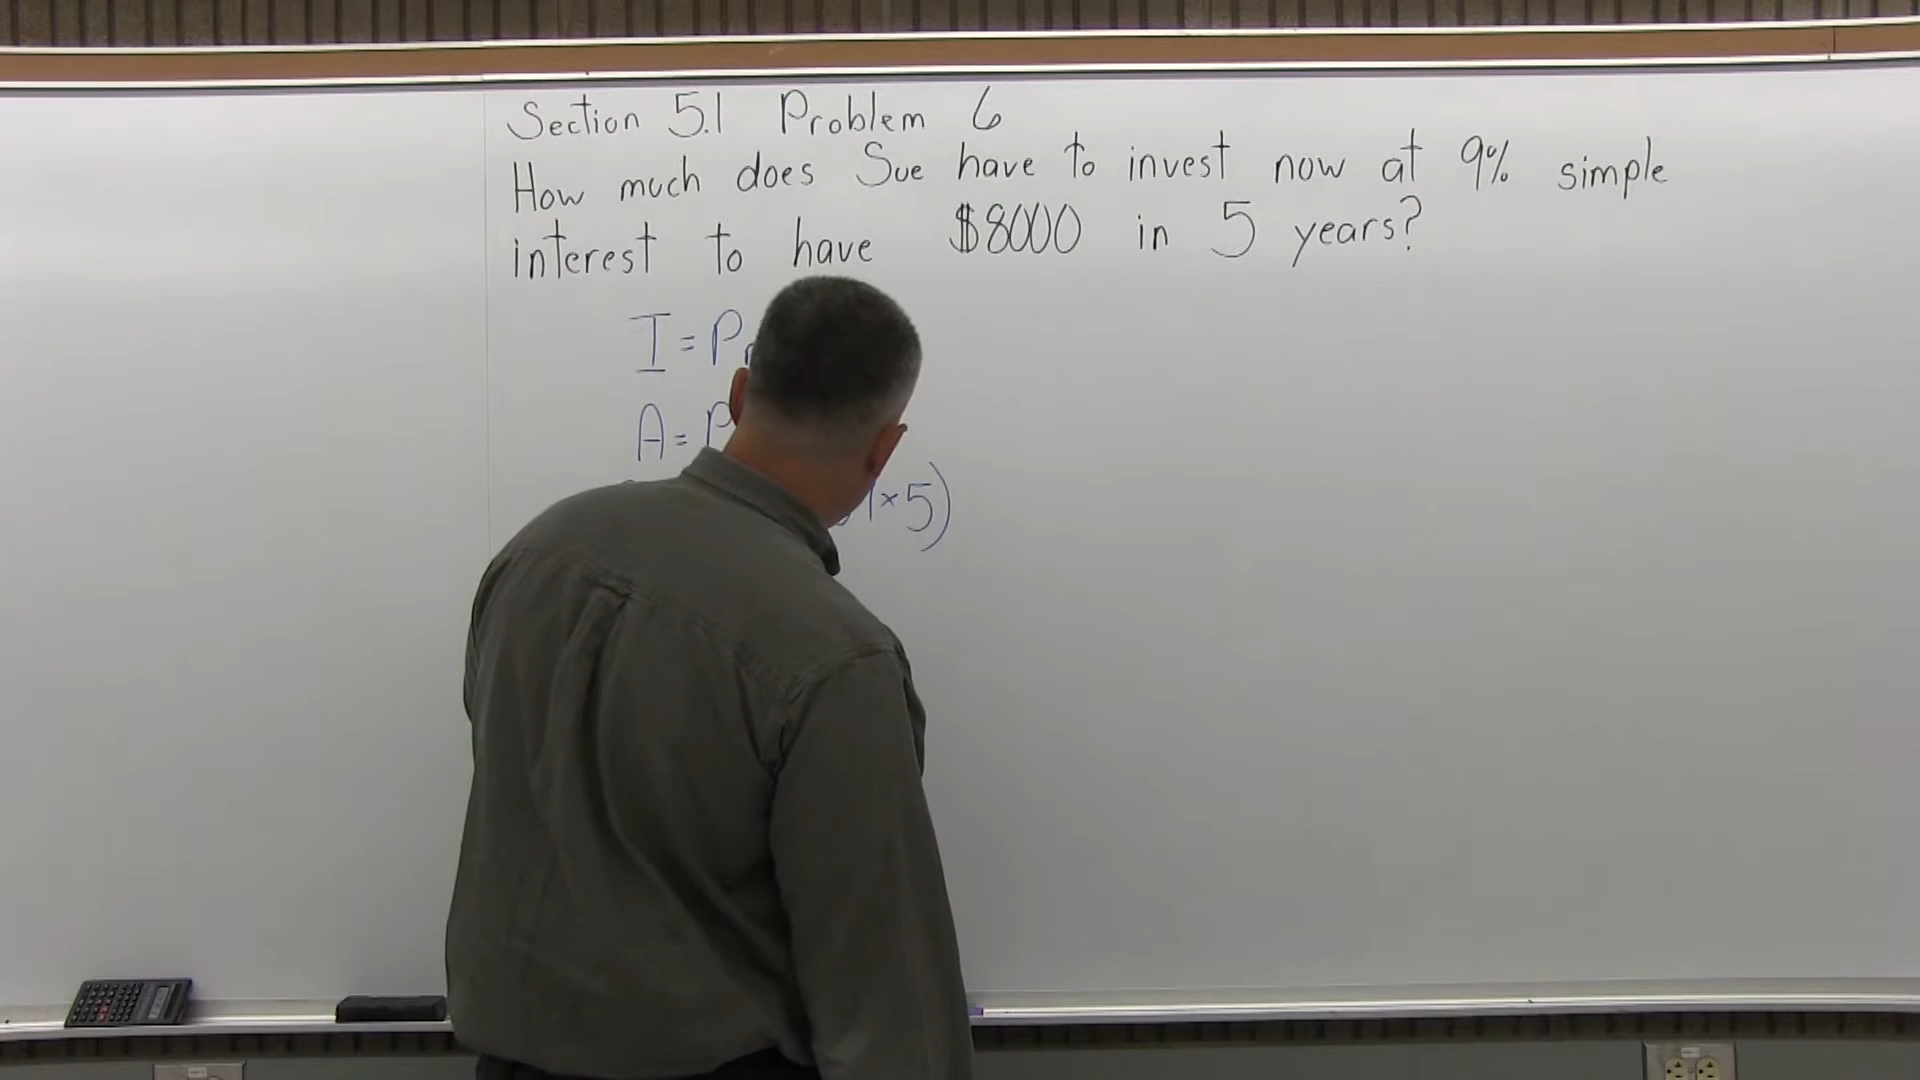 Section 5.1 Problem 6
How much does Sue have to invest now at 9% simple
interest to have $8000 in 5 years?
I = Pr
A = P
×5)